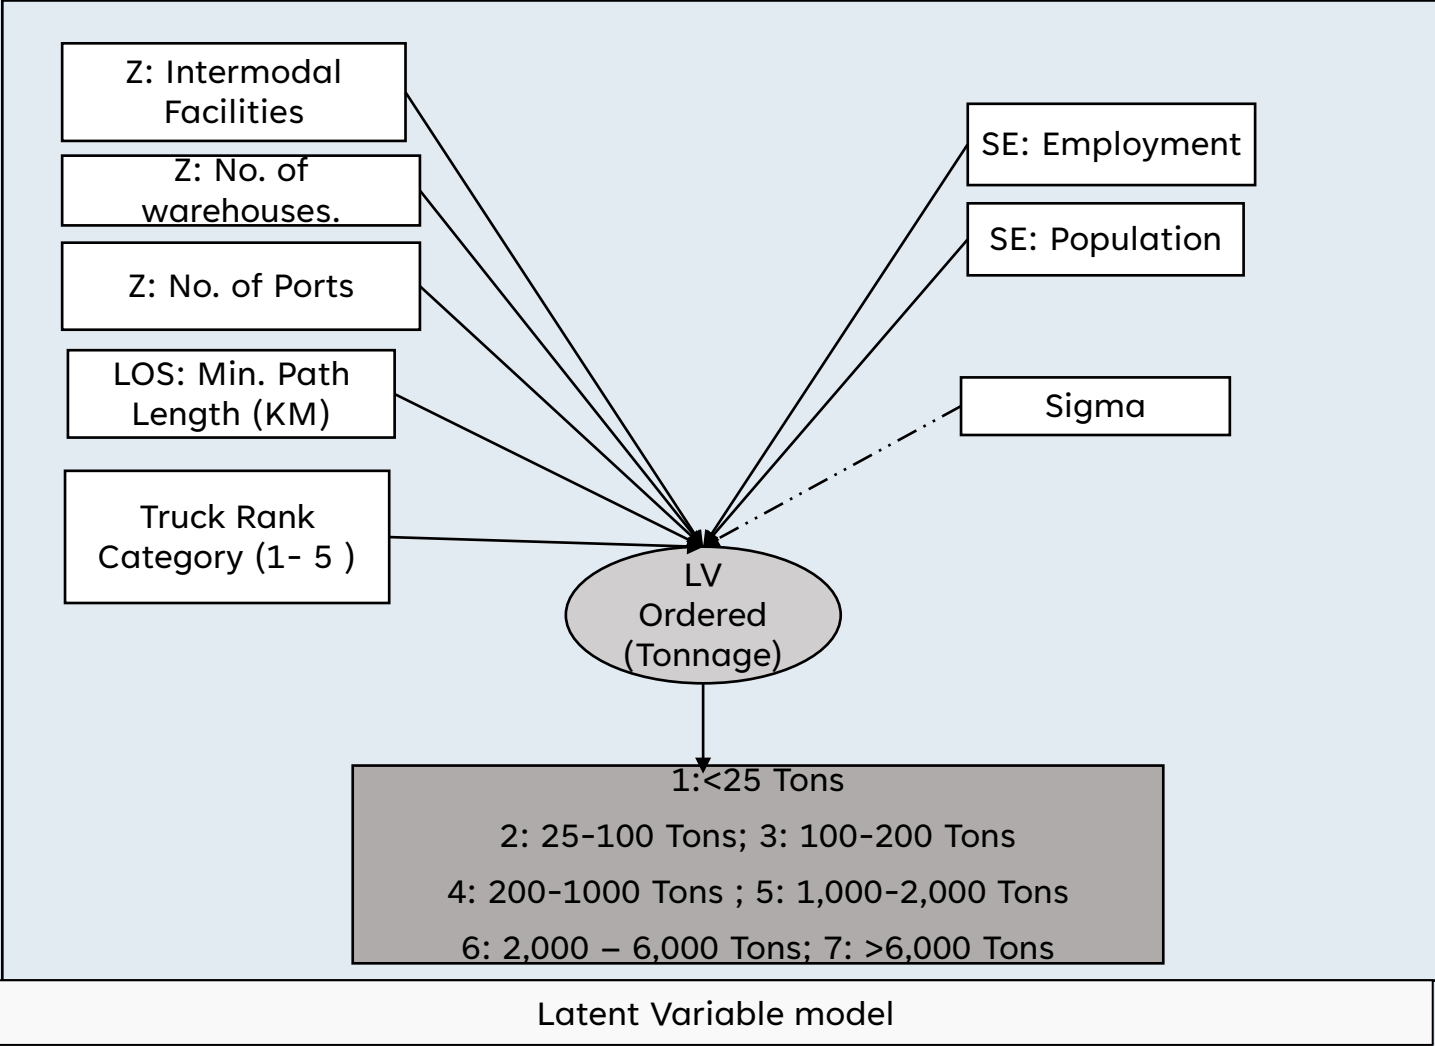 Z: Intermodal
Facilities
Z: No. of
warehouses.
Z: No. of Ports
LOS: Min. Path
Length (KM)
Truck Rank
Category (1- 5 )
SE: Employment
SE: Population
Sigma
LV
Ordered
(Tonnage)
1:<25 Tons
2: 25-100 Tons; 3: 100-200 Tons
4: 200-1000 Tons ; 5: 1,000-2,000 Tons
6: 2,000 – 6,000 Tons; 7: >6,000 Tons
Latent Variable model